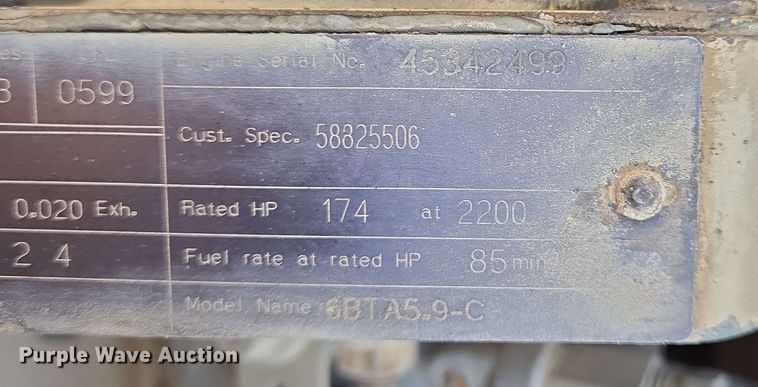 CPL Engine Serial No. 45342499
0599
Cust. Spec. 58825506
0.020 Exh. Rated HP 174 at 2200
2 4 Fuel rate at rated HP 85
Model Name 6BTA5.9-C
Purple Wave Auction